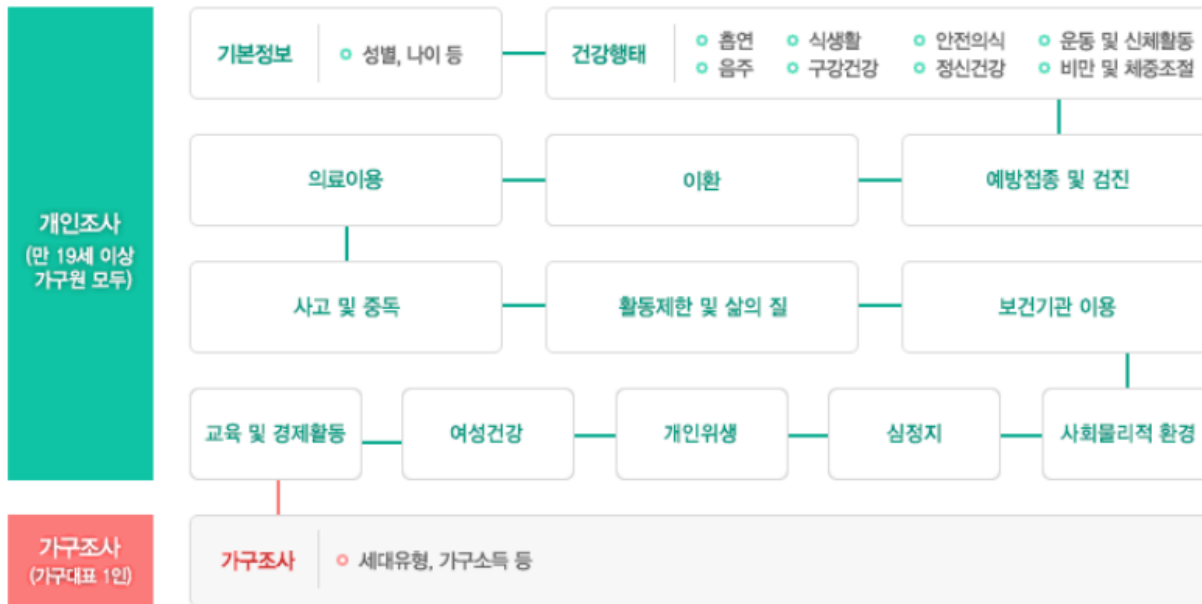 기본정보
성별, 나이 등
건강행태
흡연
식생활
안전의식
운동 및 신체활동
음주
구강건강
정신건강
비만 및 체중조절
개인조사
(만 19세 이상
가구원 모두)
의료이용
이환
예방접종 및 검진
사고 및 중독
활동제한 및 삶의 질
보건기관 이용
교육 및 경제활동
여성건강
개인위생
심정지
사회물리적 환경
가구조사
(가구대표 1인)
가구조사
세대유형, 가구소득 등